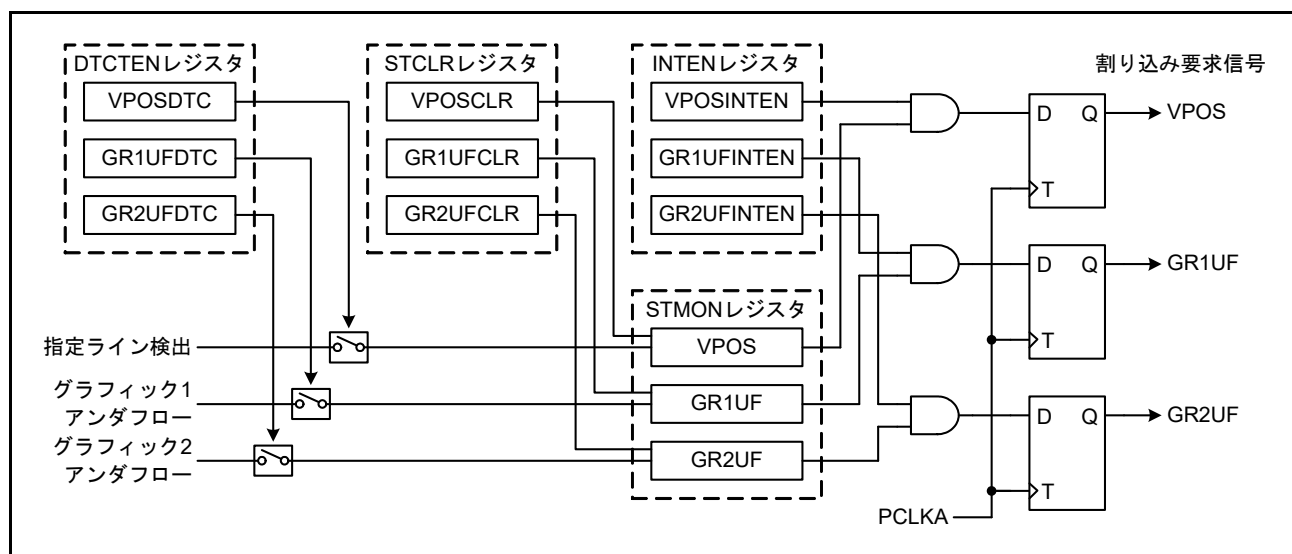 DTCTENレジスタ
VPOSDTC
GR1UFDTC
GR2UFDTC
STCLRレジスタ
VPOSCLR
GR1UFCLR
GR2UFCLR
INTENレジスタ
VPOSINTEN
GR1UFINTEN
GR2UFINTEN
割り込み要求信号
D Q
T
VPOS
D Q
T
GR1UF
D Q
T
GR2UF
STMONレジスタ
VPOS
GR1UF
GR2UF
指定ライン検出
グラフィック1
アンダフロー
グラフィック2
アンダフロー
PCLKA